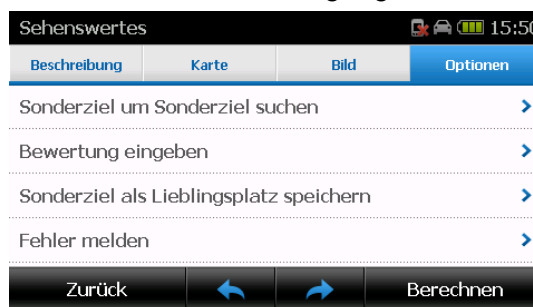 Sehenswertes 15:50
Beschreibung Karte Bild Optionen
Sonderziel um Sonderziel suchen
Bewertung eingeben
Sonderziel als Lieblingsplatz speichern
Fehler melden
Zurück Berechnen